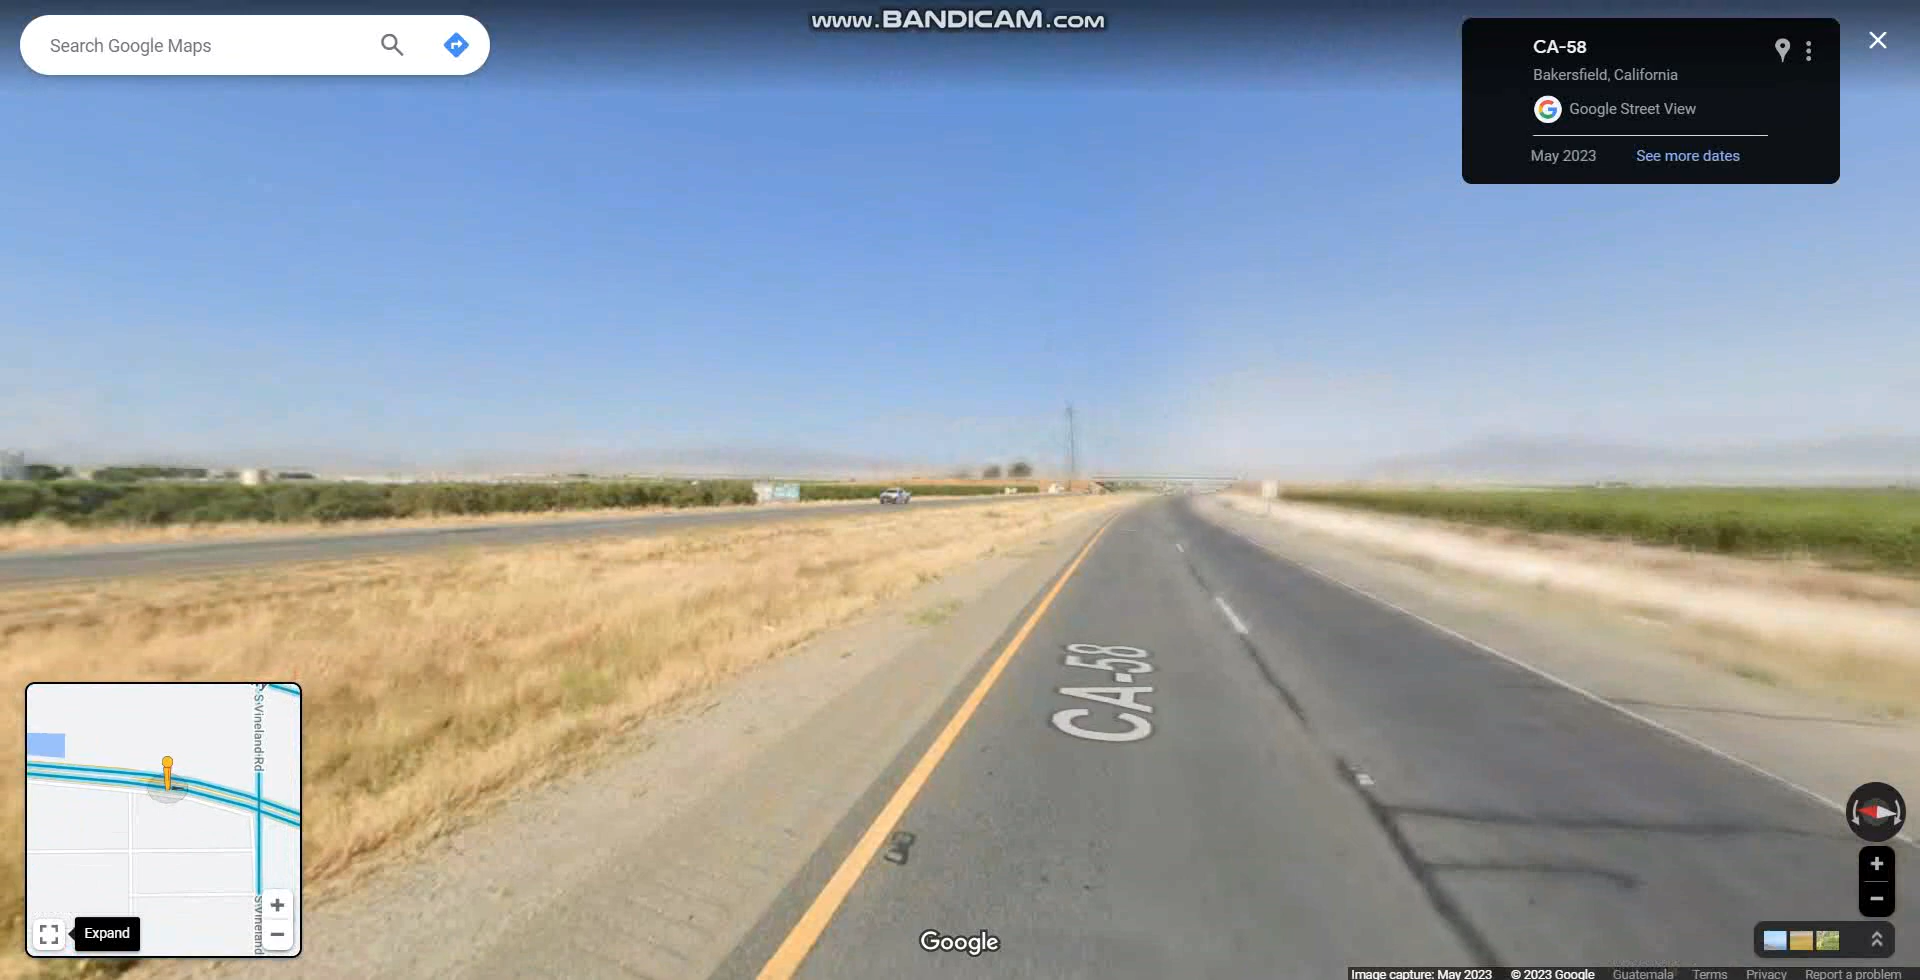 www.BANDICAM.com
Search Google Maps
CA-58
Bakersfield, California
Google Street View
May 2023
See more dates
CA-58
S Vineland Rd
S Vineland
Expand
Google
Image capture: May 2023 © 2023 Google Guatemala Terms Privacy Report a problem